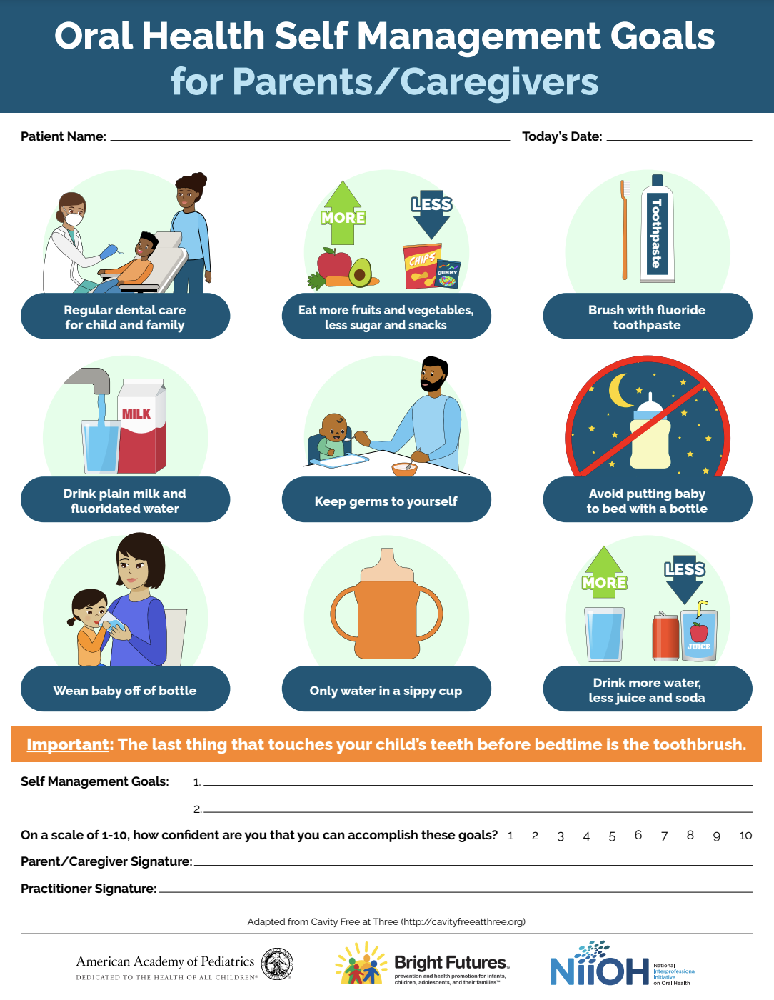 Oral Health Self Management Goals
for Parents/Caregivers
Patient Name:
Today's Date:
MORE
LESS
CHIPS
GUMMY
Toothpaste
Regular dental care
for child and family
Eat more fruits and vegetables,
less sugar and snacks
Brush with fluoride
toothpaste
MILK
Drink plain milk and
fluoridated water
Keep germs to yourself
Avoid putting baby
to bed with a bottle
MORE
LESS
JUICE
Wean baby off of bottle
Only water in a sippy cup
Drink more water,
less juice and soda
Important: The last thing that touches your child's teeth before bedtime is the toothbrush.
Self Management Goals:
1.
2.
On a scale of 1-10, how confident are you that you can accomplish these goals? 1 2 3 4 5 6 7 8 9 10
Parent/Caregiver Signature:
Practitioner Signature:
Adapted from Cavity Free at Three (http://cavityfreeatthree.org)
American Academy of Pediatrics
DEDICATED TO THE HEALTH OF ALL CHILDREN®
Bright Futures™
prevention and health promotion for infants,
children, adolescents, and their families™
NiiOH
National
Interprofessional
Initiative
on Oral Health